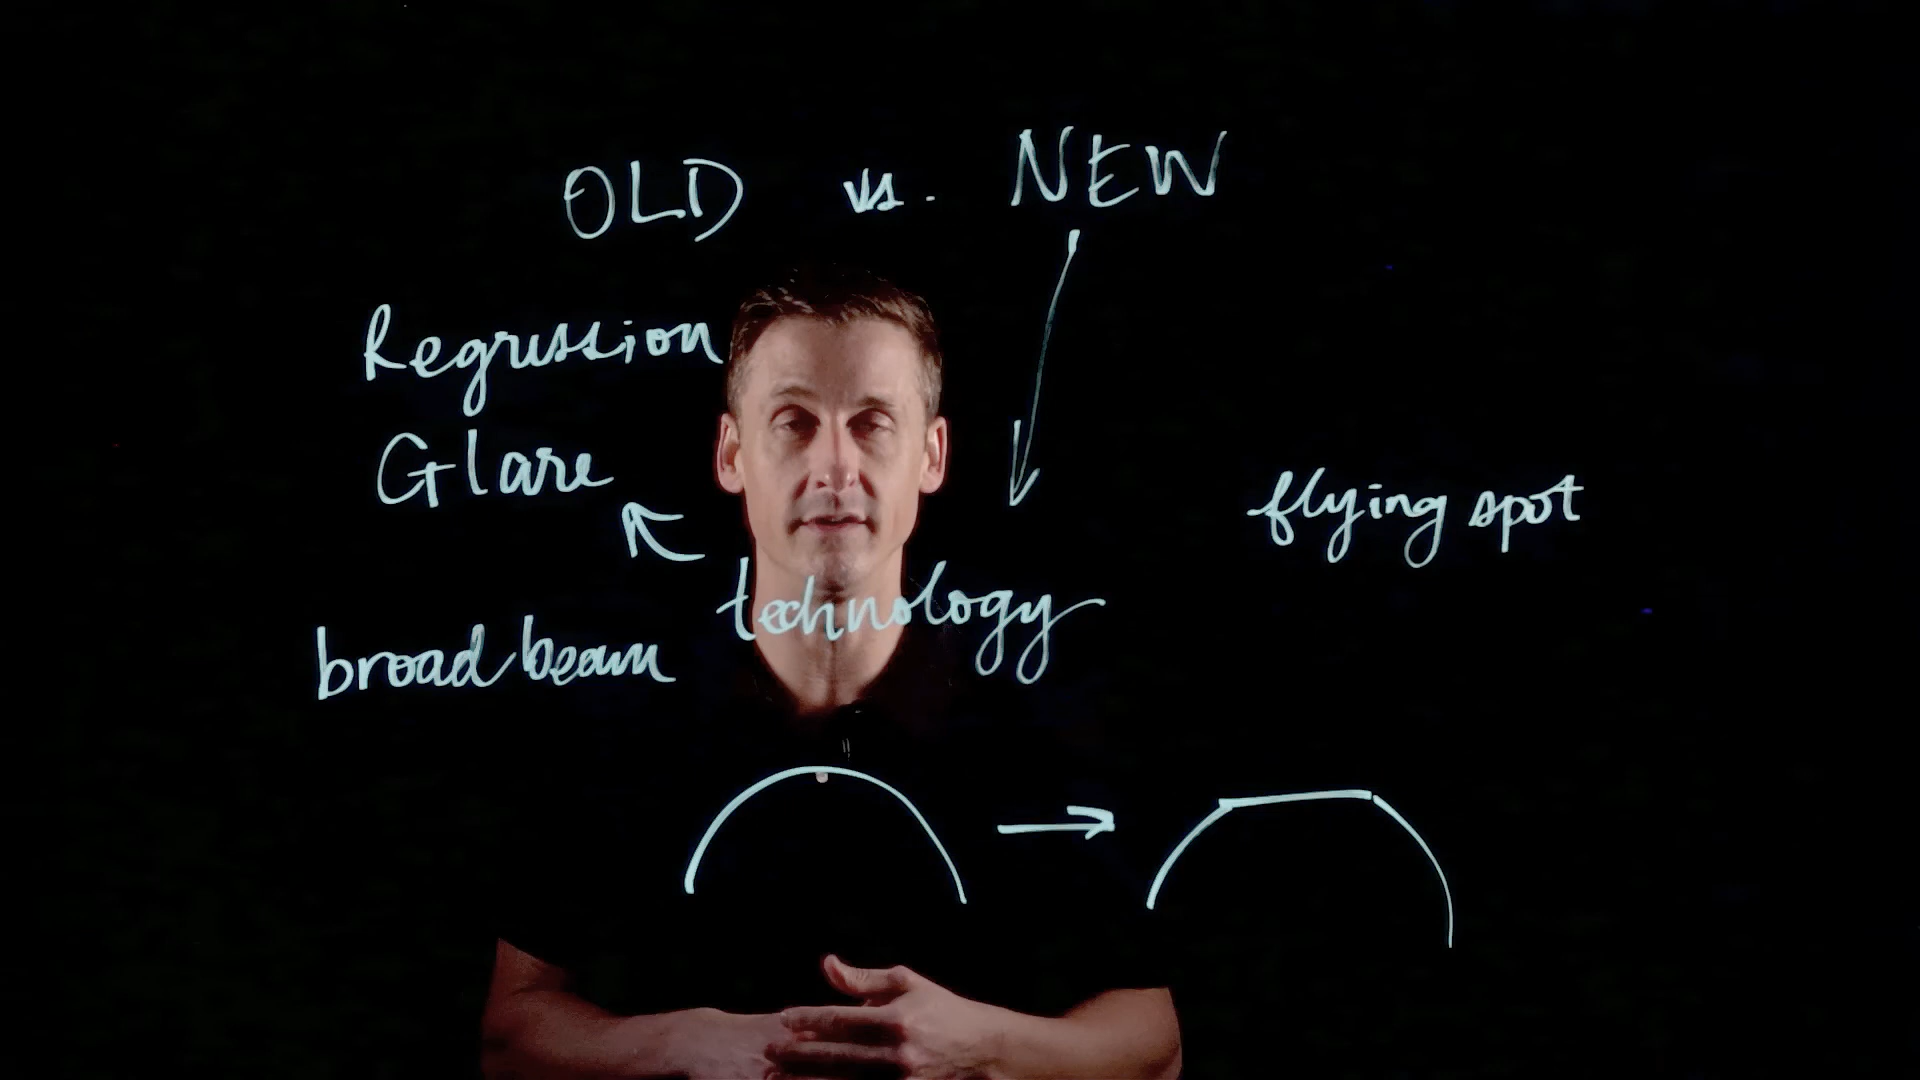 OLD vs. NEW
Regression
Glare
flying spot
technology
broad beam